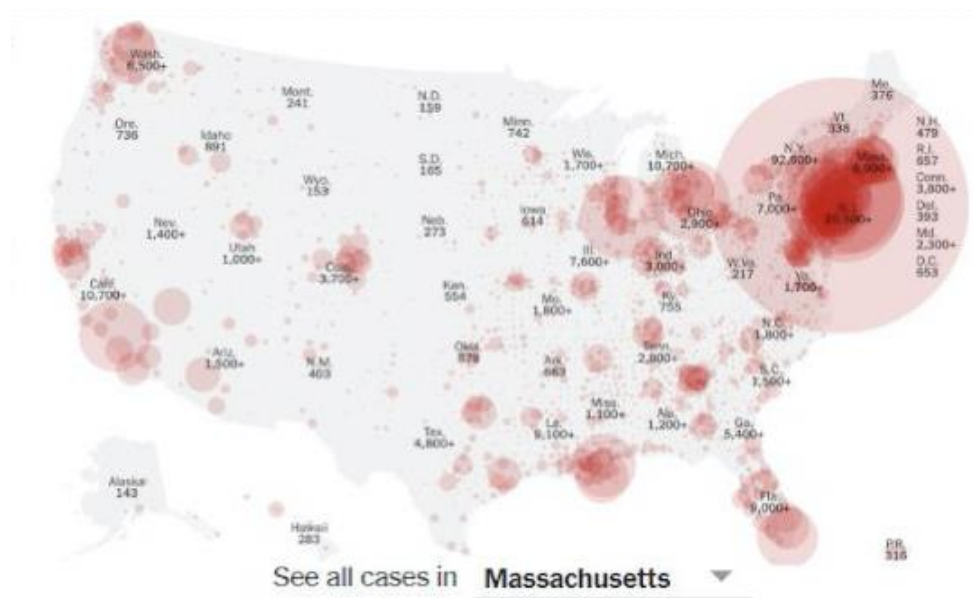 Wash.
6,500+
Mont.
241
N.D.
159
Minn.
742
Me.
376
Vt.
338
N.H.
479
Ore.
736
Idaho
891
Wis.
1,700+
Mich.
10,700+
N.Y.
92,600+
Mass.
R.I.
657
S.D.
165
Wyo.
153
Conn.
3,800+
Pa.
7,000+
Del.
393
Nev.
1,400+
Neb.
273
Iowa
614
Ohio
2,900+
Md.
2,300+
Utah
1,000+
Ill.
7,600+
Ind.
3,000+
W.Va.
217
D.C.
653
Colo.
Calif.
10,700+
Kan.
554
Mo.
1,800+
Ky.
755
Va.
1,700+
Ariz.
1,500+
N.M.
403
Okla.
879
Ark.
663
Tenn.
2,800+
N.C.
1,800+
S.C.
1,500+
Tex.
4,800+
La.
9,100+
Miss.
1,100+
Ala.
1,200+
Ga.
5,400+
Alaska
143
Hawaii
283
Fla.
9,000+
P.R.
316
See all cases in Massachusetts